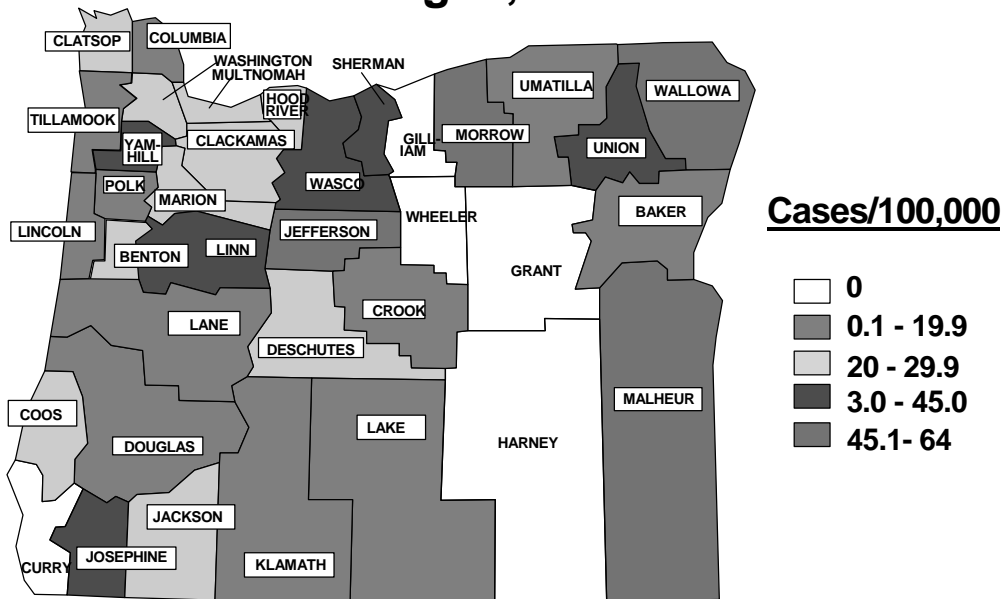 CLATSOP
COLUMBIA
WASHINGTON
MULTNOMAH
SHERMAN
HOOD
RIVER
UMATILLA
WALLOWA
TILLAMOOK
YAM-
HILL
CLACKAMAS
GILL-
IAM
MORROW
UNION
POLK
MARION
WASCO
LINCOLN
BENTON
LINN
JEFFERSON
WHEELER
BAKER
GRANT
LANE
CROOK
DESCHUTES
COOS
DOUGLAS
LAKE
HARNEY
MALHEUR
CURRY
JOSEPHINE
JACKSON
KLAMATH
Cases/100,000
0
0.1 - 19.9
20 - 29.9
3.0 - 45.0
45.1- 64